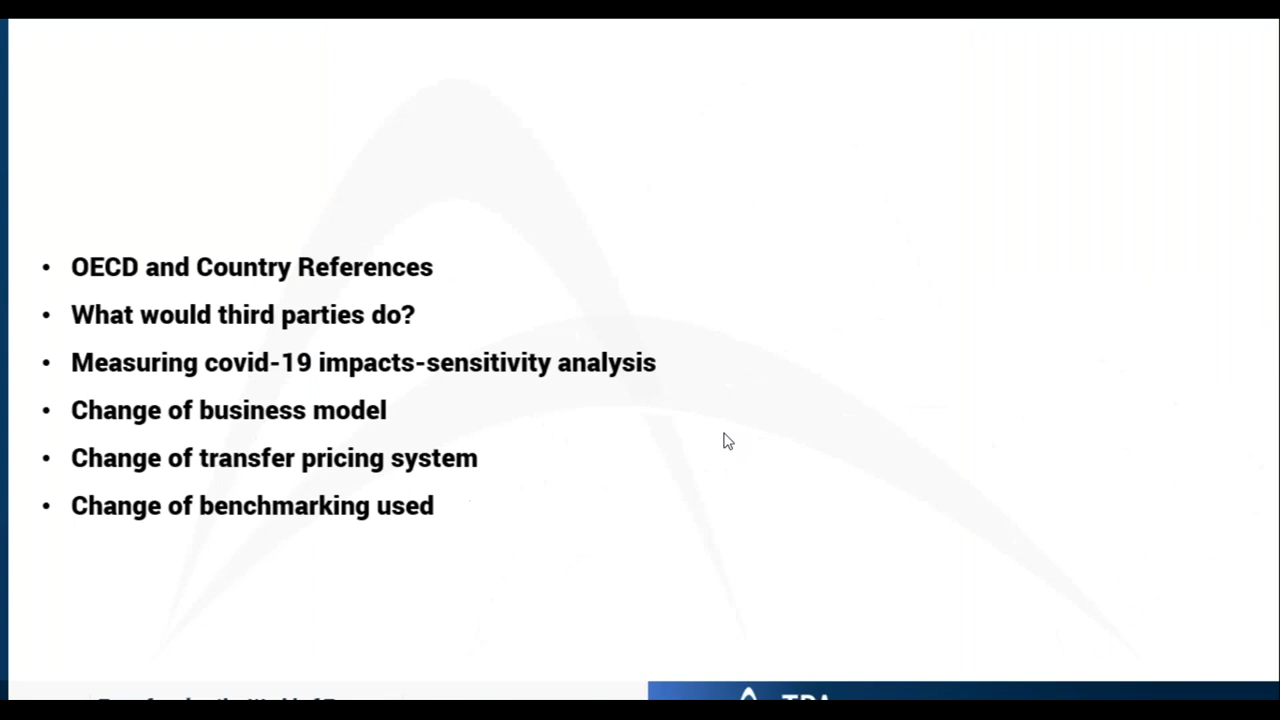 • OECD and Country References
• What would third parties do?
• Measuring covid-19 impacts-sensitivity analysis
• Change of business model
• Change of transfer pricing system
• Change of benchmarking used
TPA